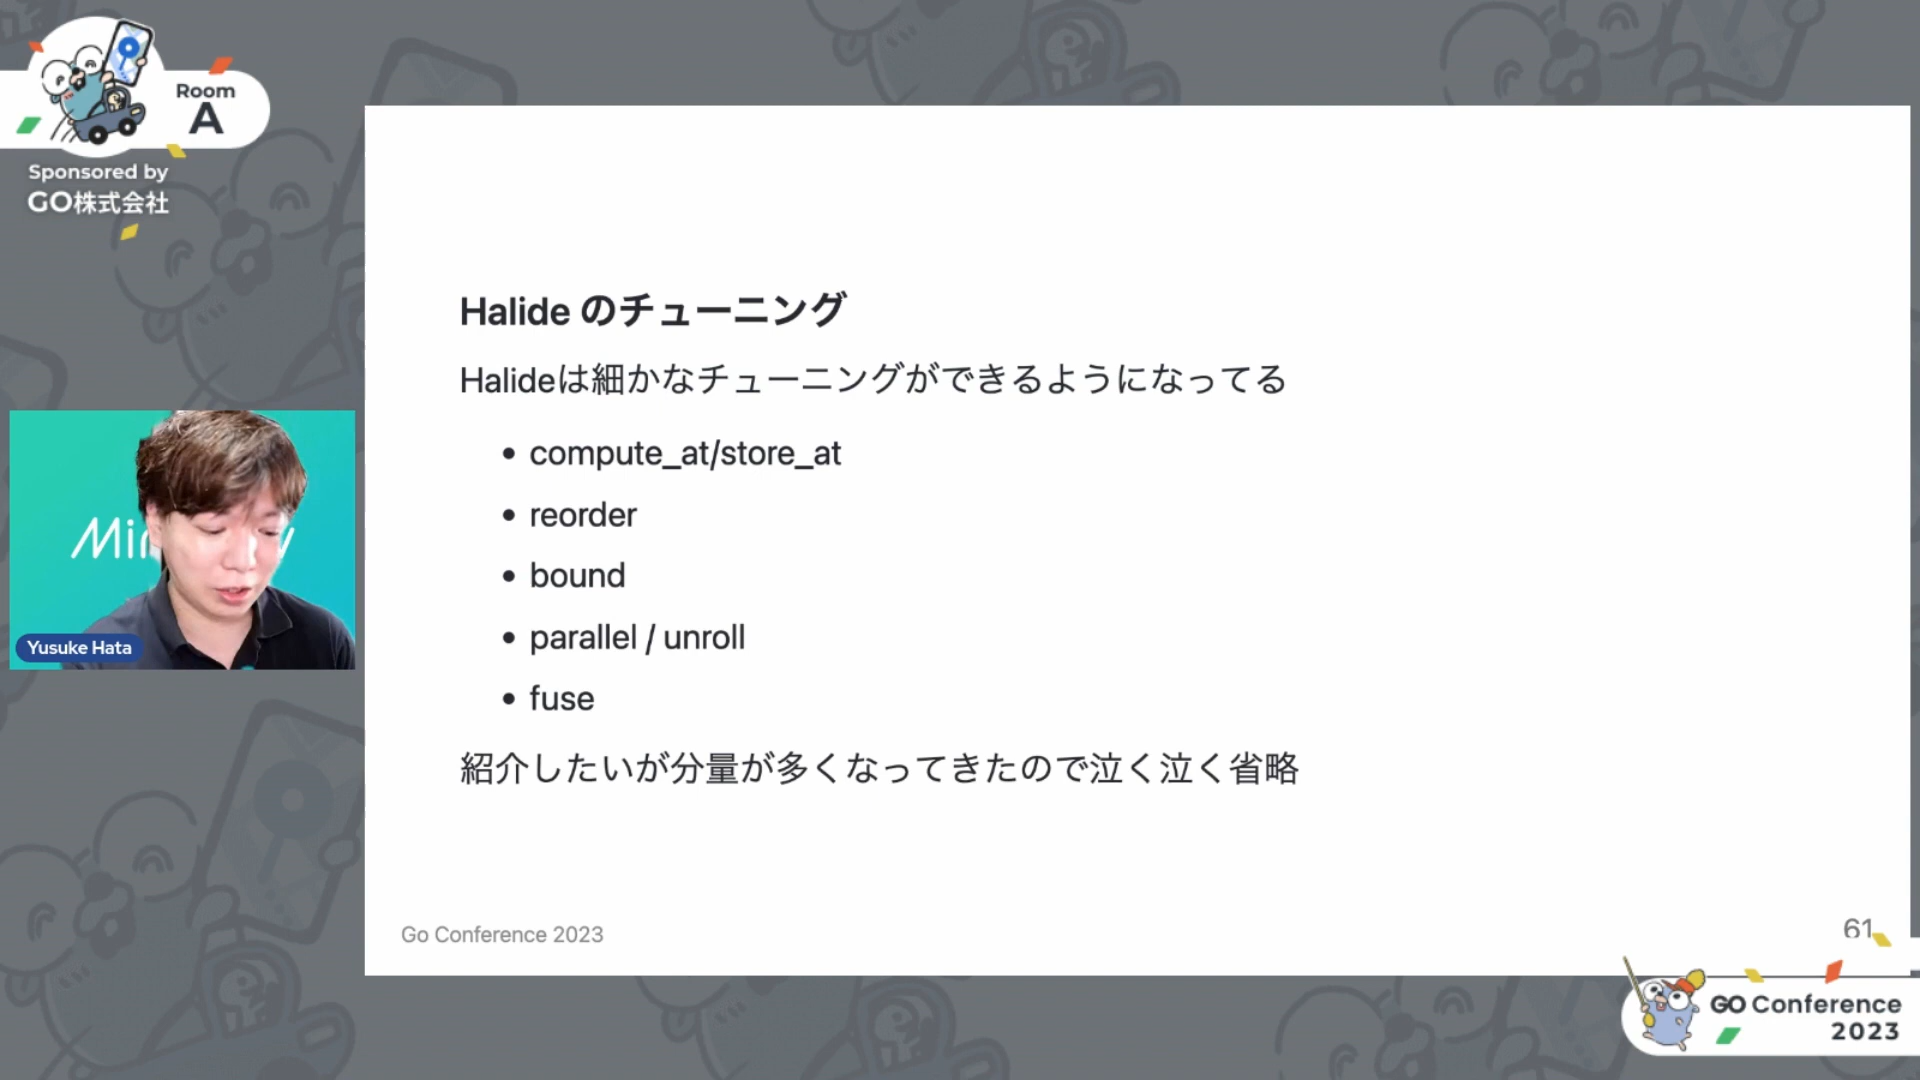 Room
A
Sponsored by
GO株式会社
Halide のチューニング
Halideは細かなチューニングができるようになってる
• compute_at/store_at
• reorder
• bound
• parallel / unroll
• fuse
紹介したいが分量が多くなってきたので泣く泣く省略
Yusuke Hata
Go Conference 2023
61
GO Conference
2023